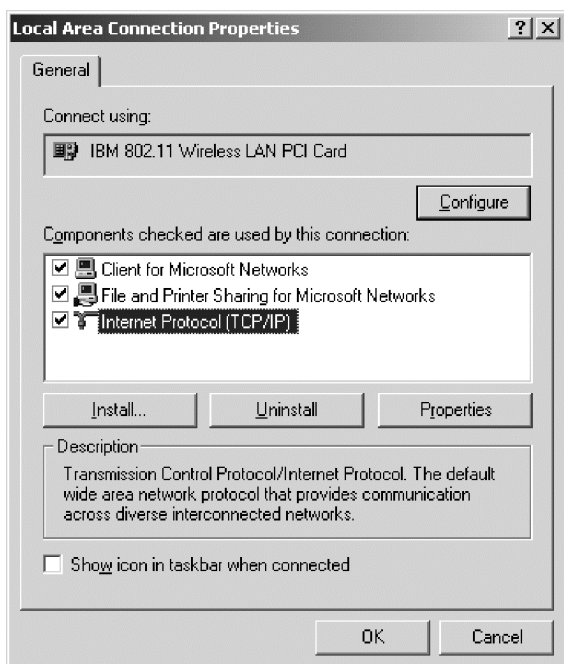 Local Area Connection Properties
General
Connect using:
IBM 802.11 Wireless LAN PCI Card
Configure
Components checked are used by this connection:
Client for Microsoft Networks
File and Printer Sharing for Microsoft Networks
Internet Protocol (TCP/IP)
Install... Uninstall Properties
Description
Transmission Control Protocol/Internet Protocol. The default
wide area network protocol that provides communication
across diverse interconnected networks.
Show icon in taskbar when connected
OK Cancel